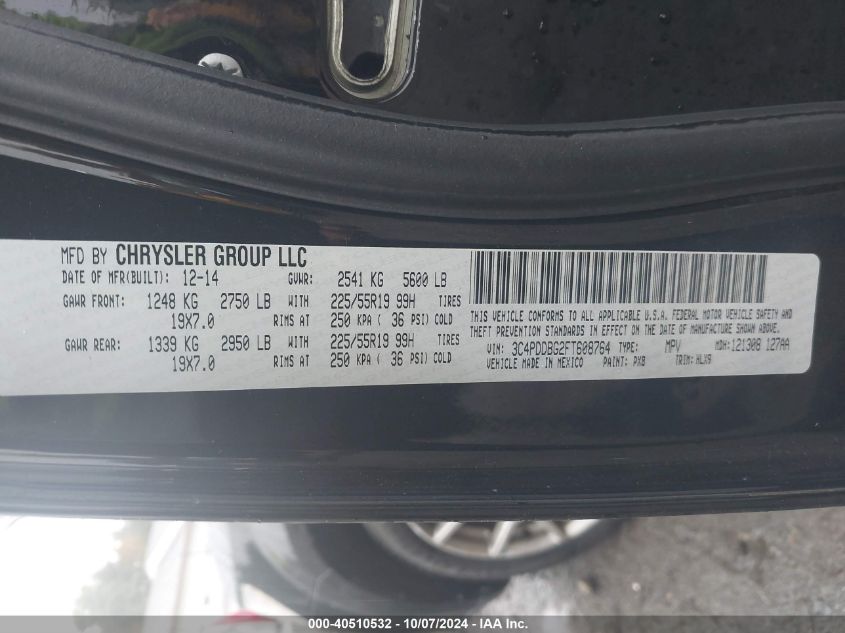 MFD BY CHRYSLER GROUP LLC
DATE OF MFR(BUILT): 12-14 GVWR: 2541 KG 5600 LB
GAWR FRONT: 1248 KG 2750 LB WITH 225/55R19 99H TIRES
19X7.0 RIMS AT 250 KPA ( 36 PSI) COLD
GAWR REAR: 1339 KG 2950 LB WITH 225/55R19 99H TIRES
19X7.0 RIMS AT 250 KPA ( 36 PSI) COLD
THIS VEHICLE CONFORMS TO ALL APPLICABLE U.S.A. FEDERAL MOTOR VEHICLE SAFETY AND
THEFT PREVENTION STANDARDS IN EFFECT ON THE DATE OF MANUFACTURE SHOWN ABOVE.
VIN: 3C4PDDBG2FT608764 TYPE: MPV MDH: 121308 127AA
VEHICLE MADE IN MEXICO PAINT: PX8 TRIM: HLX9
000-40510532 - 10/07/2024 - IAA Inc.